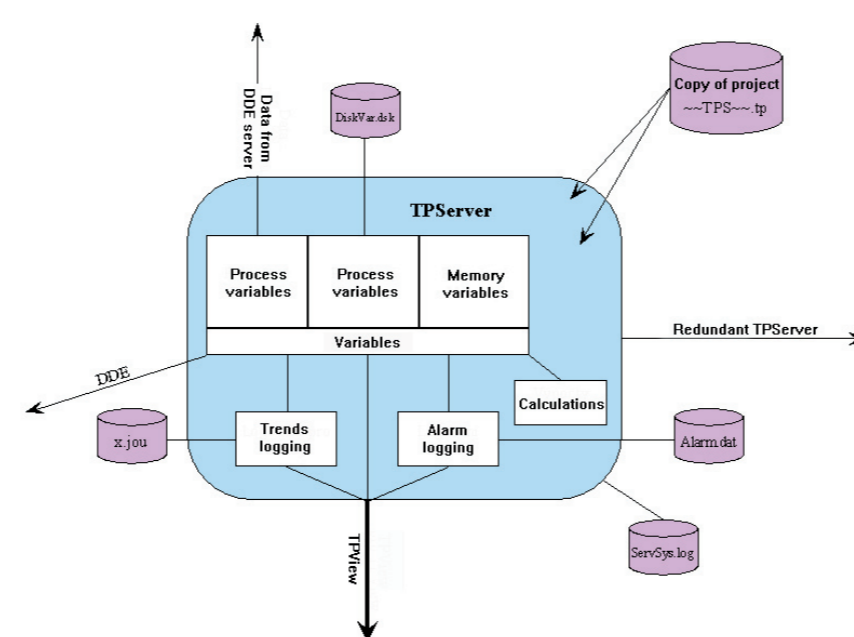 Copy of project
~~TPS~~.tp
Data from
DDE server
DiskVar.dsk
TPServer
Process
variables
Process
variables
Memory
variables
Variables
Redundant TPServer
DDE
Calculations
x.jou
Trends
logging
Alarm
logging
Alarm.dat
ServSys.log
TPView